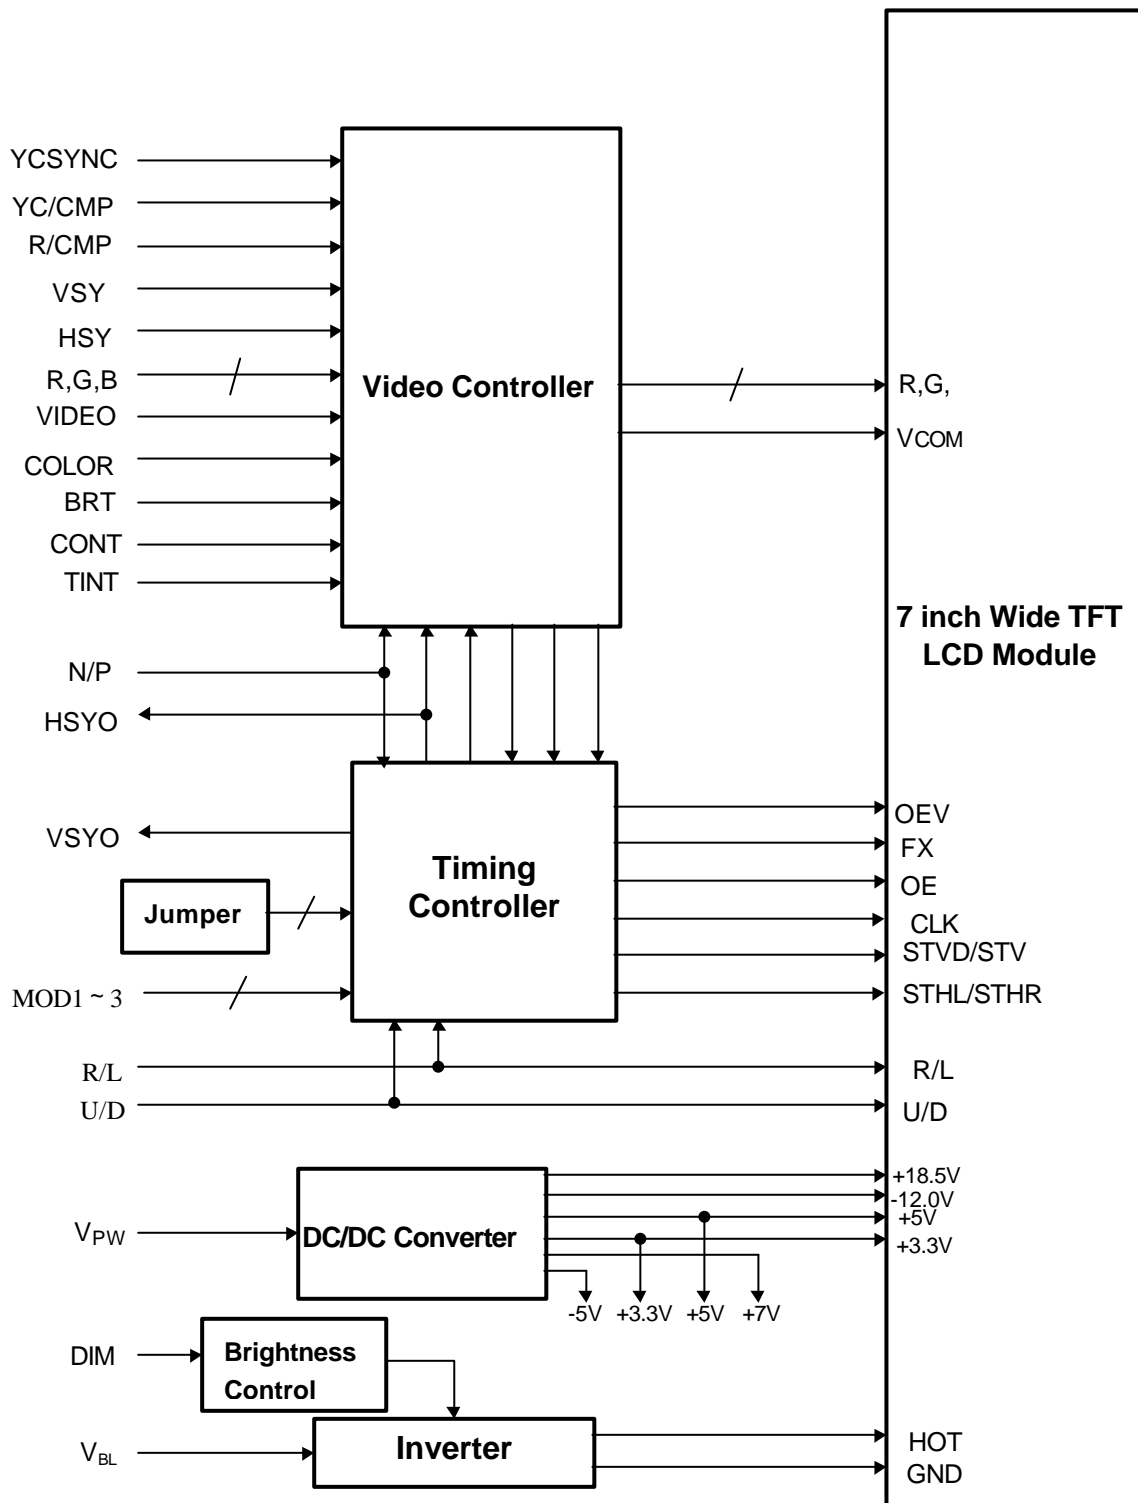 YCSYNC
YC/CMP
R/CMP
VSY
HSY
R,G,B
VIDEO
COLOR
BRT
CONT
TINT
Video Controller
R,G,
VCOM
7 inch Wide TFT
LCD Module
N/P
HSYO
VSYO
Jumper
MOD1 ~ 3
Timing
Controller
OEV
FX
OE
CLK
STVD/STV
STHL/STHR
R/L
U/D
R/L
U/D
VPW
DC/DC Converter
+18.5V
-12.0V
+5V
+3.3V
-5V
+3.3V
+5V
+7V
DIM
Brightness
Control
VBL
Inverter
HOT
GND